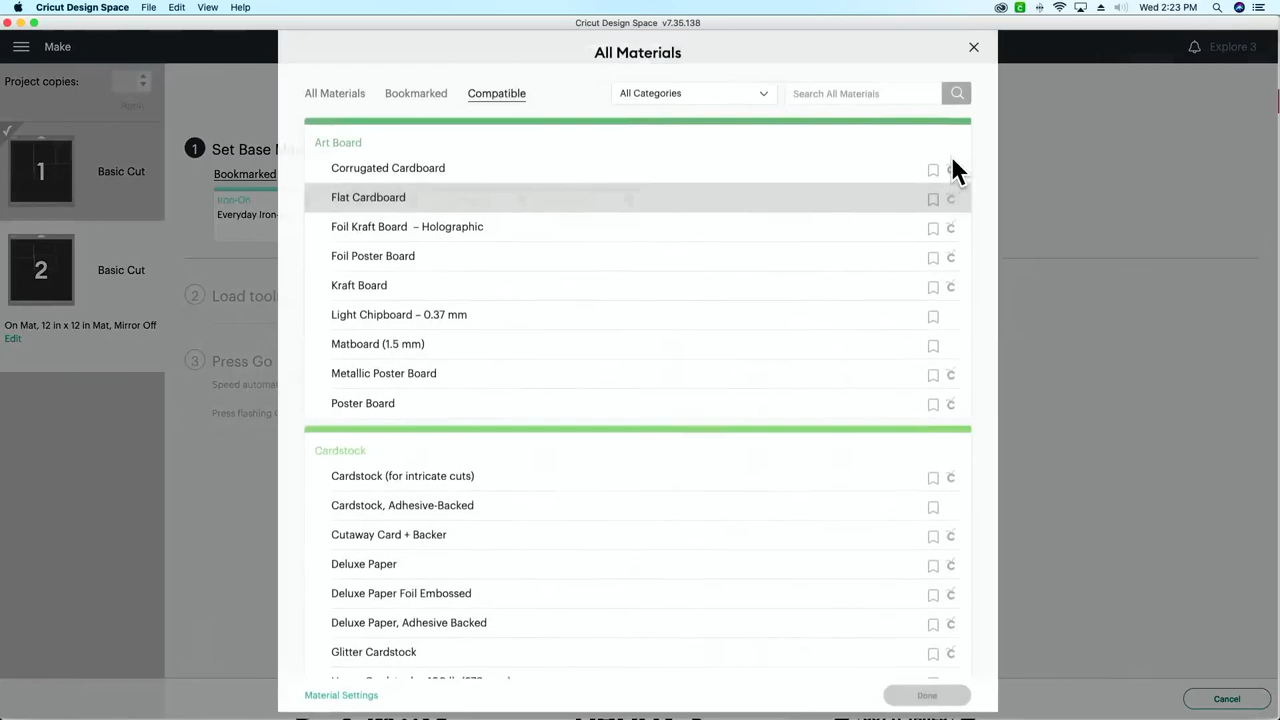 Cricut Design Space File Edit View Help Wed 2:23 PM
Cricut Design Space v7.35.138
Make All Materials Explore 3
Project copies:
Apply
All Materials Bookmarked Compatible All Categories Search All Materials
Art Board
1 Basic Cut
1 Set Base
Bookmarked
Iron-On
Corrugated Cardboard
Flat Cardboard
Foil Kraft Board – Holographic
Foil Poster Board
Kraft Board
Light Chipboard – 0.37 mm
Matboard (1.5 mm)
Metallic Poster Board
Poster Board
2 Basic Cut
On Mat, 12 in x 12 in Mat, Mirror Off
Edit
2 Load
3 Press Go
Press flashing
Cardstock
Cardstock (for intricate cuts)
Cardstock, Adhesive-Backed
Cutaway Card + Backer
Deluxe Paper
Deluxe Paper Foil Embossed
Deluxe Paper, Adhesive Backed
Glitter Cardstock
Material Settings Done
Cancel